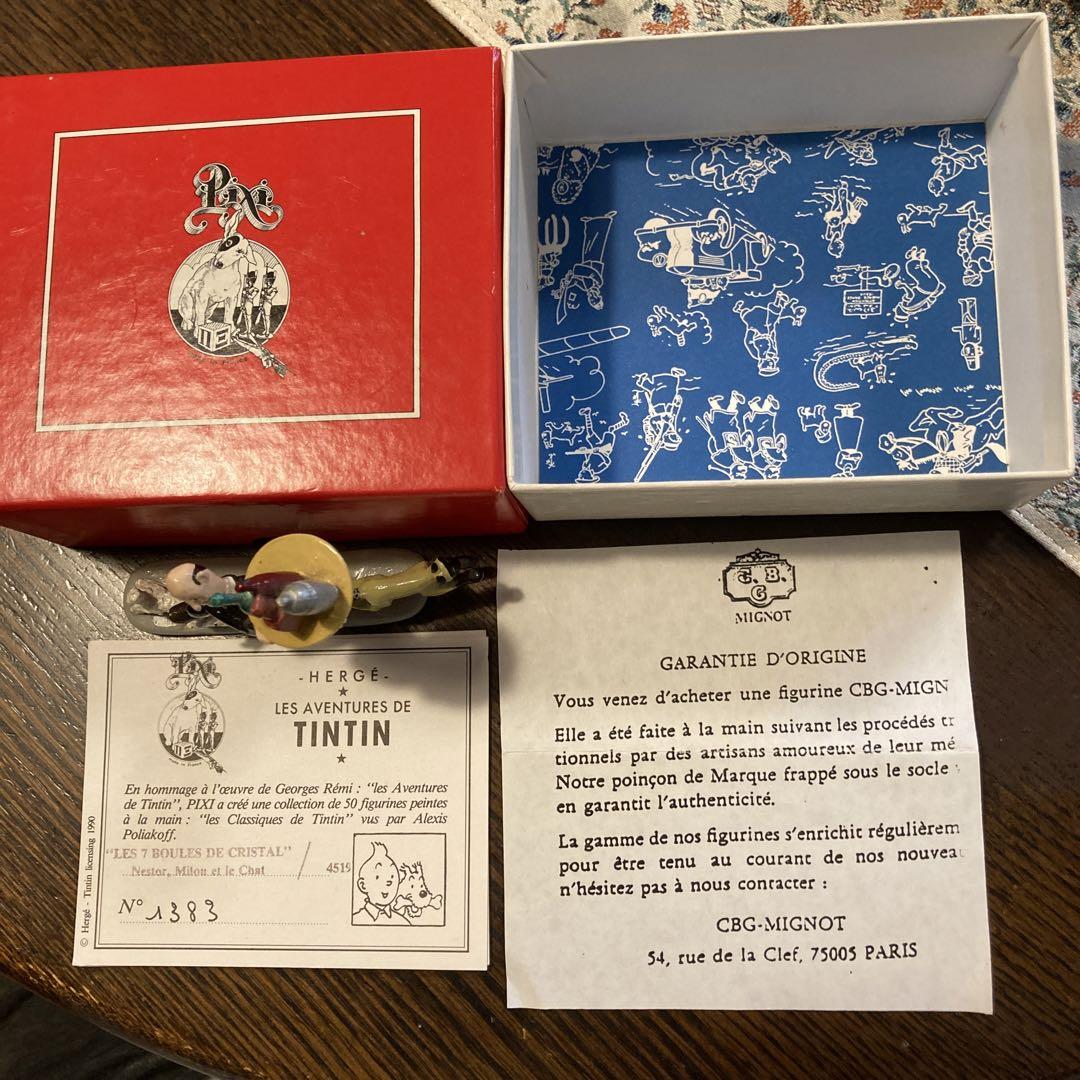 Pixi
Pixi
made in France
- HERGÉ -
LES AVENTURES DE
TINTIN
En hommage à l'œuvre de Georges Rémi : "les Aventures
de Tintin", PIXI a créé une collection de 50 figurines peintes
à la main : "les Classiques de Tintin" vus par Alexis
Poliakoff.
"LES 7 BOULES DE CRISTAL" / 4519
Nestor, Milou et le Chat
N° 1383
© Hergé - Tintin licensing 1990
C. B. G
MIGNOT
GARANTIE D'ORIGINE
Vous venez d'acheter une figurine CBG-MIGN
Elle a été faite à la main suivant les procédés tr
tionnels par des artisans amoureux de leur mé
Notre poinçon de Marque frappé sous le socle
en garantit l'authenticité.
La gamme de nos figurines s'enrichit régulièrem
pour être tenu au courant de nos nouvea
n'hésitez pas à nous contacter :
CBG-MIGNOT
54, rue de la Clef, 75005 PARIS